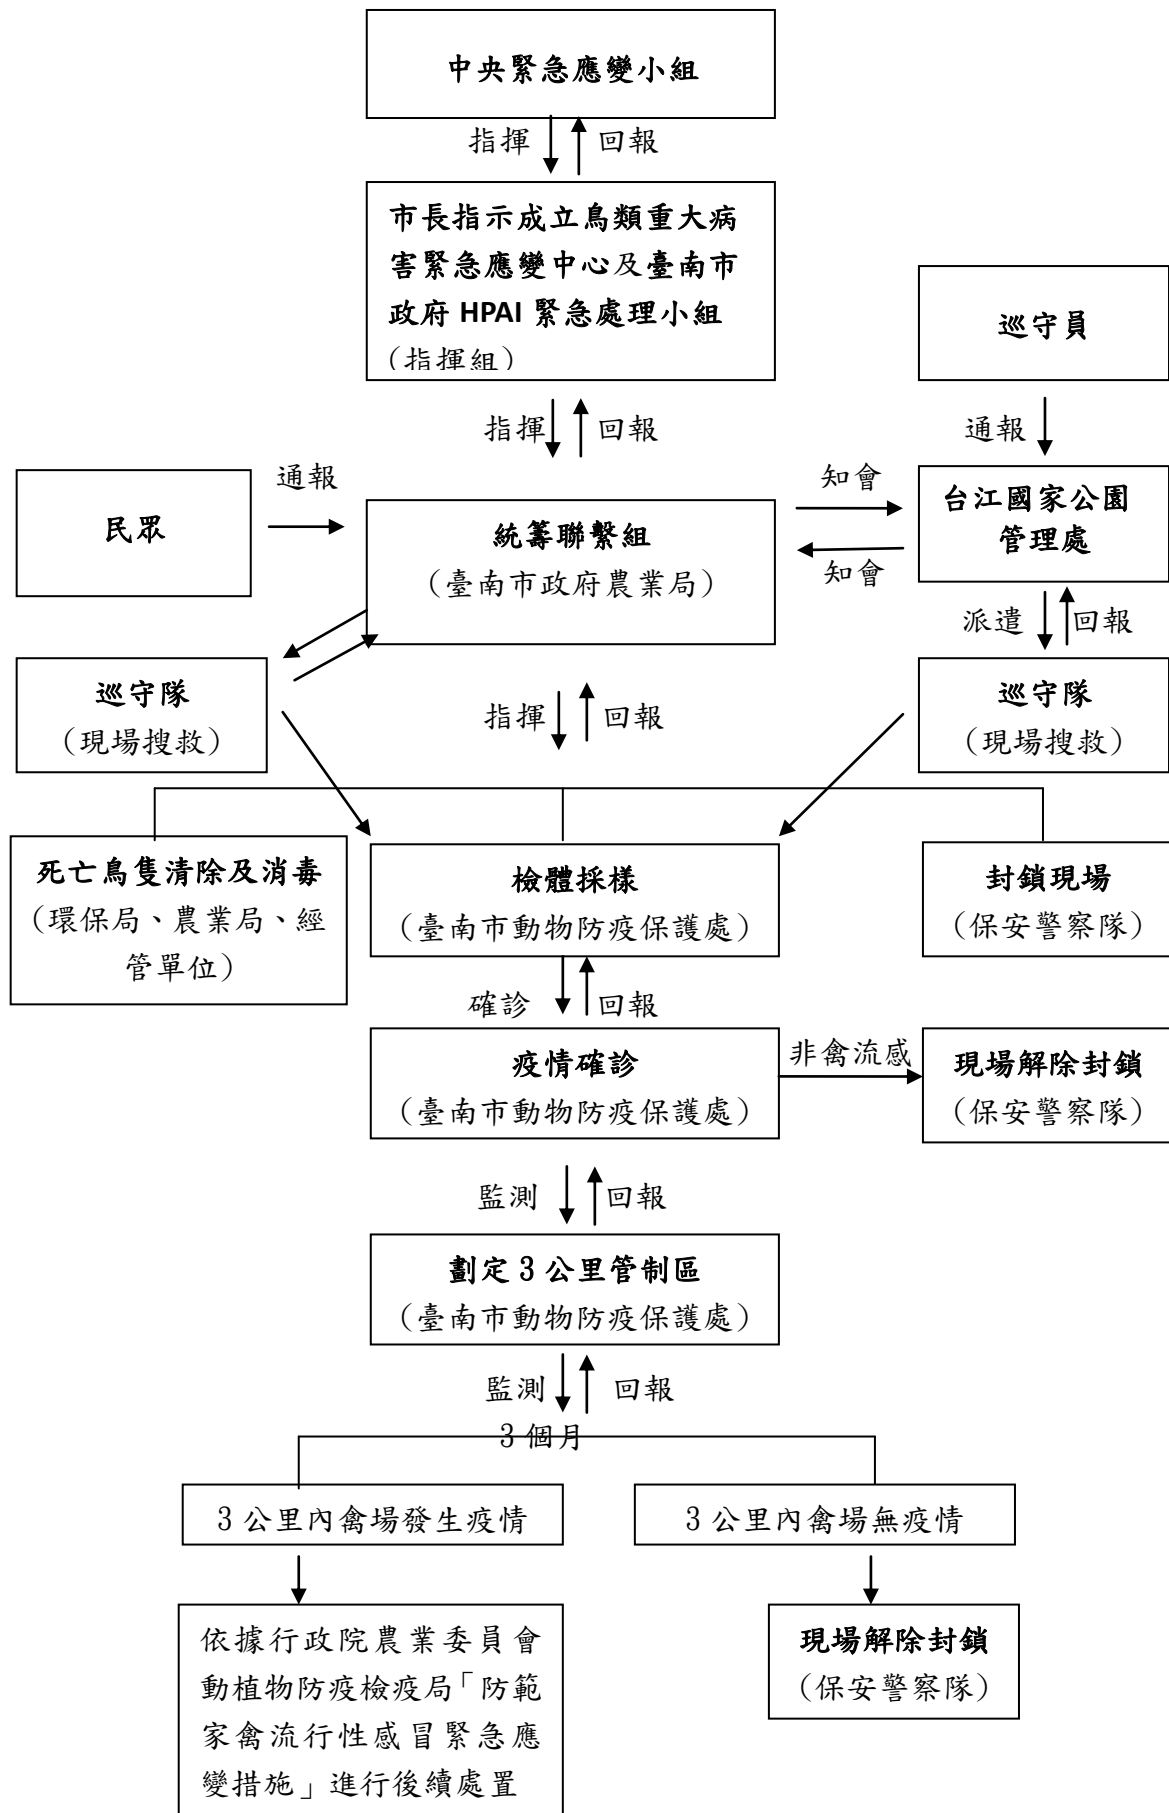 中央緊急應變小組
指揮
回報
市長指示成立鳥類重大病
害緊急應變中心及臺南市
政府 HPAI 緊急處理小組
（指揮組）
巡守員
指揮
回報
通報
民眾
通報
統籌聯繫組
（臺南市政府農業局）
知會
知會
台江國家公園
管理處
派遣
回報
巡守隊
（現場搜救）
指揮
回報
巡守隊
（現場搜救）
死亡鳥隻清除及消毒
（環保局、農業局、經
管單位）
檢體採樣
（臺南市動物防疫保護處）
封鎖現場
（保安警察隊）
確診
回報
疫情確診
（臺南市動物防疫保護處）
非禽流感
現場解除封鎖
（保安警察隊）
監測
回報
劃定 3 公里管制區
（臺南市動物防疫保護處）
監測
回報
3 個月
3 公里內禽場發生疫情
3 公里內禽場無疫情
依據行政院農業委員會
動植物防疫檢疫局「防範
家禽流行性感冒緊急應
變措施」進行後續處置
現場解除封鎖
（保安警察隊）